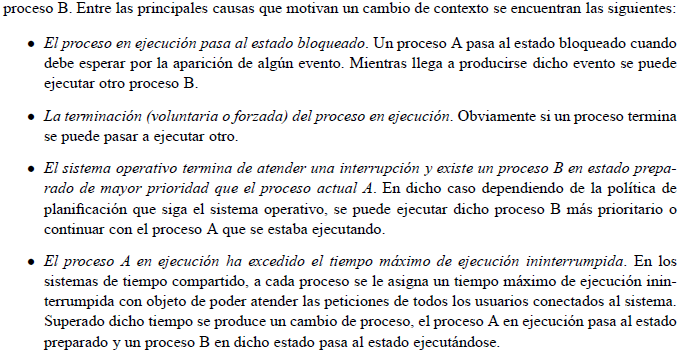 proceso B. Entre las principales causas que motivan un cambio de contexto se encuentran las siguientes:
• El proceso en ejecución pasa al estado bloqueado. Un proceso A pasa al estado bloqueado cuando
debe esperar por la aparición de algún evento. Mientras llega a producirse dicho evento se puede
ejecutar otro proceso B.
• La terminación (voluntaria o forzada) del proceso en ejecución. Obviamente si un proceso termina
se puede pasar a ejecutar otro.
• El sistema operativo termina de atender una interrupción y existe un proceso B en estado prepa-
rado de mayor prioridad que el proceso actual A. En dicho caso dependiendo de la política de
planificación que siga el sistema operativo, se puede ejecutar dicho proceso B más prioritario o
continuar con el proceso A que se estaba ejecutando.
• El proceso A en ejecución ha excedido el tiempo máximo de ejecución ininterrumpida. En los
sistemas de tiempo compartido, a cada proceso se le asigna un tiempo máximo de ejecución inin-
terrumpida con objeto de poder atender las peticiones de todos los usuarios conectados al sistema.
Superado dicho tiempo se produce un cambio de proceso, el proceso A en ejecución pasa al estado
preparado y un proceso B en dicho estado pasa al estado ejecutándose.